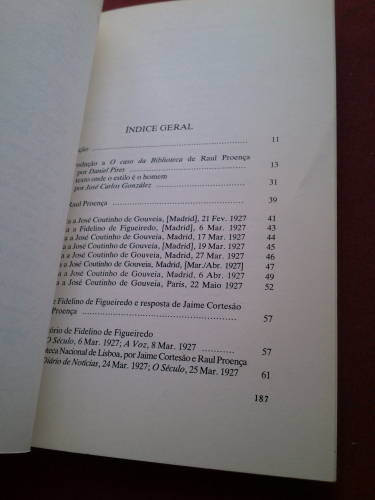 ÍNDICE GERAL
ção 11
odução a O caso da Biblioteca de Raul Proença
por Daniel Pires 13
texto onde o estilo é o homem
por José Carlos González 31
Raul Proença 39
a a José Coutinho de Gouveia, [Madrid], 21 Fev. 1927 41
a a Fidelino de Figueiredo, [Madrid], 6 Mar. 1927 43
a a José Coutinho de Gouveia, Madrid, 17 Mar. 1927 44
a a José Coutinho de Gouveia, [Madrid], 19 Mar. 1927 45
a a José Coutinho de Gouveia, Madrid, 27 Mar. 1927 46
a a José Coutinho de Gouveia, Madrid, [Mar./Abr. 1927] 47
a a José Coutinho de Gouveia, Madrid, 6 Abr. 1927 49
a a José Coutinho de Gouveia, Paris, 22 Maio 1927 52
e Fidelino de Figueiredo e resposta de Jaime Cortesão
Proença 57
ório de Fidelino de Figueiredo
O Século, 6 Mar. 1927; A Voz, 8 Mar. 1927 57
oteca Nacional de Lisboa, por Jaime Cortesão e Raul Proença
Diário de Notícias, 24 Mar. 1927; O Século, 25 Mar. 1927 61
187